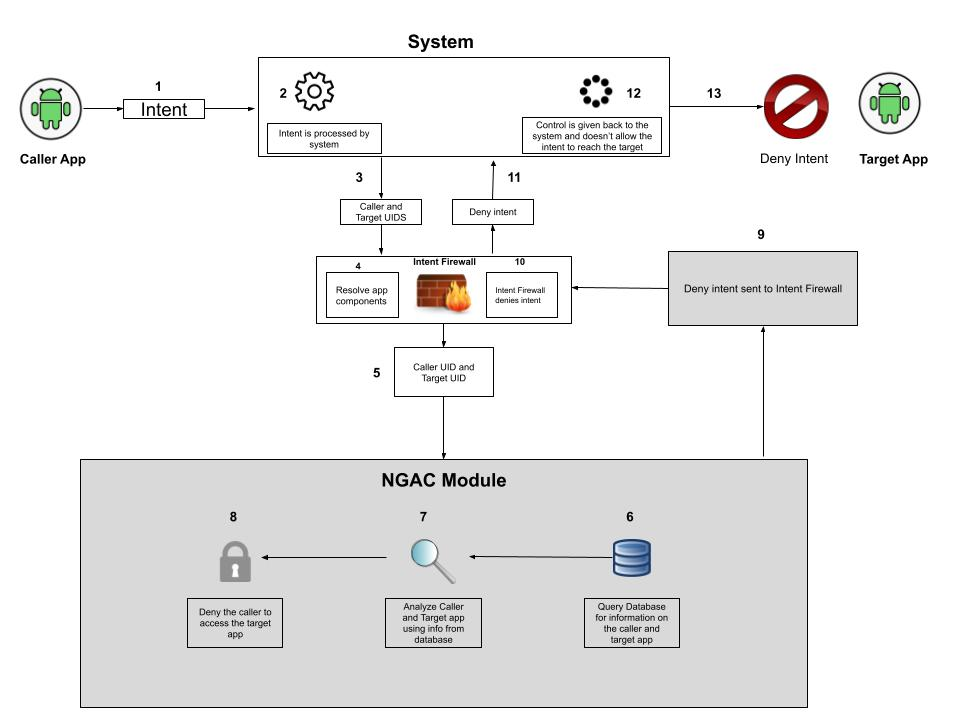 System
1
Intent
Caller App
2
Intent is processed by
system
12
Control is given back to the
system and doesn't allow the
intent to reach the target
13
Deny Intent
Target App
3
Caller and
Target UIDS
11
Deny intent
4
Resolve app
components
Intent Firewall
10
Intent Firewall
denies intent
9
Deny intent sent to Intent Firewall
5
Caller UID and
Target UID
NGAC Module
8
Deny the caller to
access the target
app
7
Analyze Caller
and Target app
using info from
database
6
Query Database
for information on
the caller and
target app